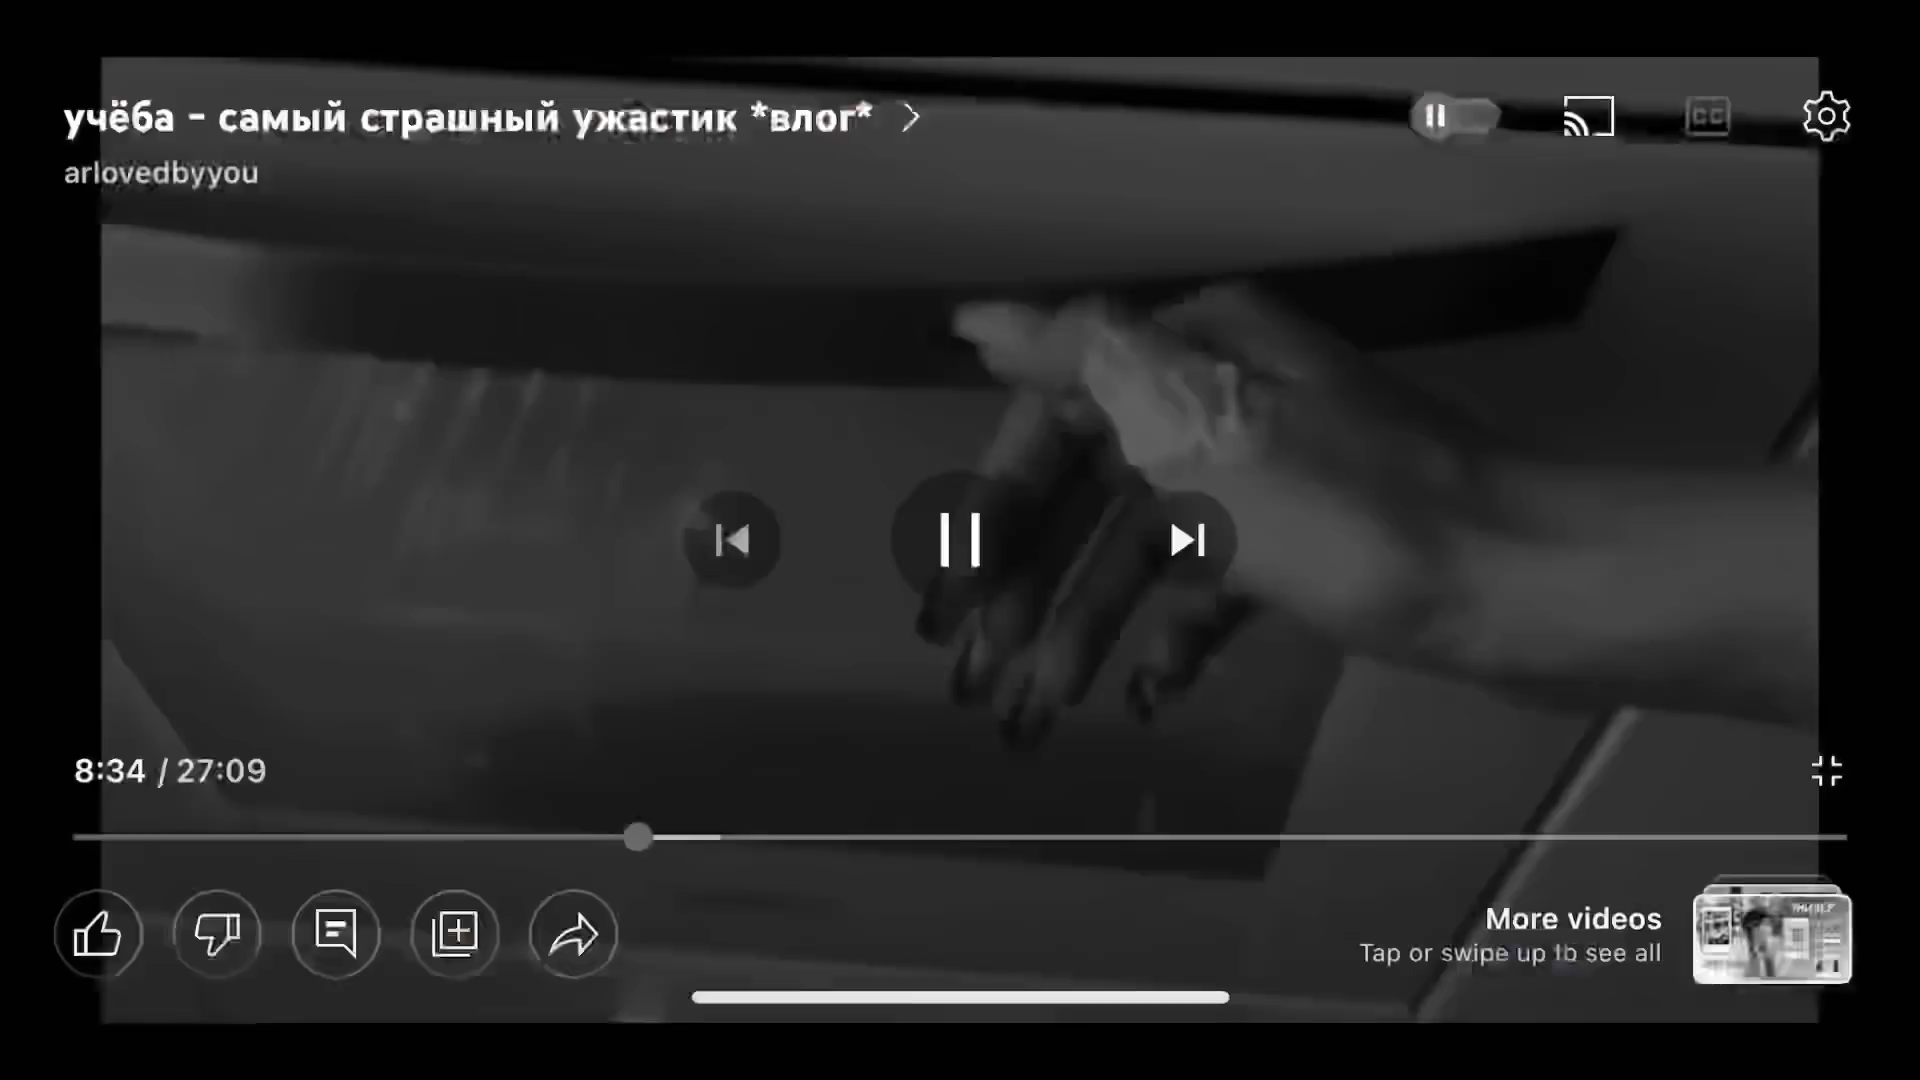 учёба - самый страшный ужастик *влог*
arlovedbyyou
CC
8:34 / 27:09
More videos
Tap or swipe up to see all